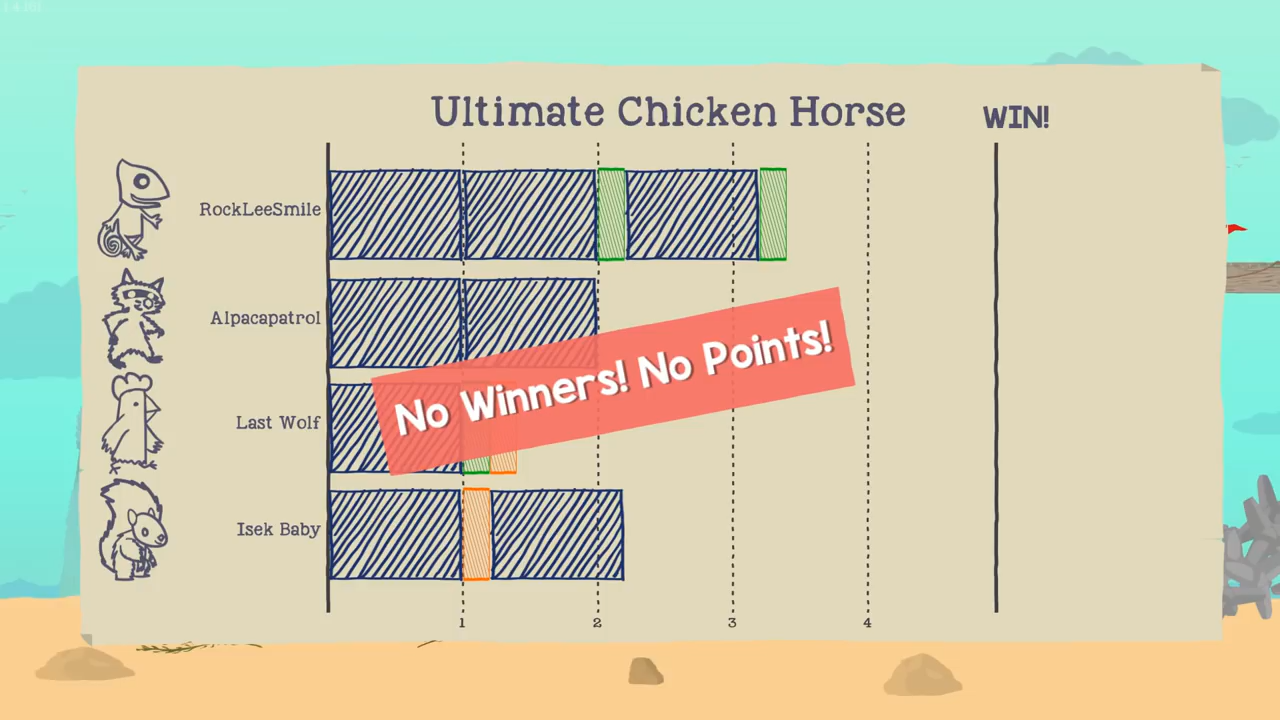 Ultimate Chicken Horse
WIN!
RockLeeSmile
Alpacapatrol
No Winners! No Points!
Last Wolf
Isek Baby
1 2 3 4